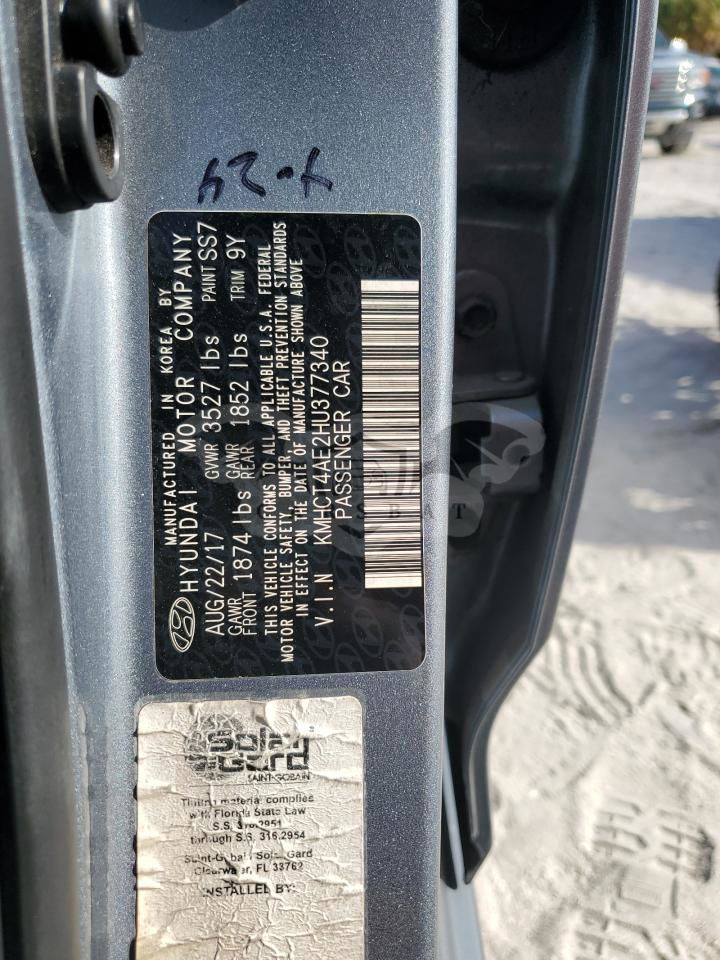 Y-24
MANUFACTURED IN KOREA BY
HYUNDAI MOTOR COMPANY
AUG/22/17 GVWR 3527 lbs PAINT SS7
GAWR FRONT 1874 lbs GAWR REAR 1852 lbs TRIM 9Y
THIS VEHICLE CONFORMS TO ALL APPLICABLE U.S.A. FEDERAL
MOTOR VEHICLE SAFETY, BUMPER, AND THEFT PREVENTION STANDARDS
IN EFFECT ON THE DATE OF MANUFACTURE SHOWN ABOVE
V.I.N KMHCT4AE2HU377340
PASSENGER CAR
Solar
Gard
SAINT-GOBAIN
Tinting material complies
with Florida State Law
S.S. 316.2951
through S.S. 316.2954
Saint-Gobain Solar Gard
Clearwater, FL 33762
INSTALLED BY: